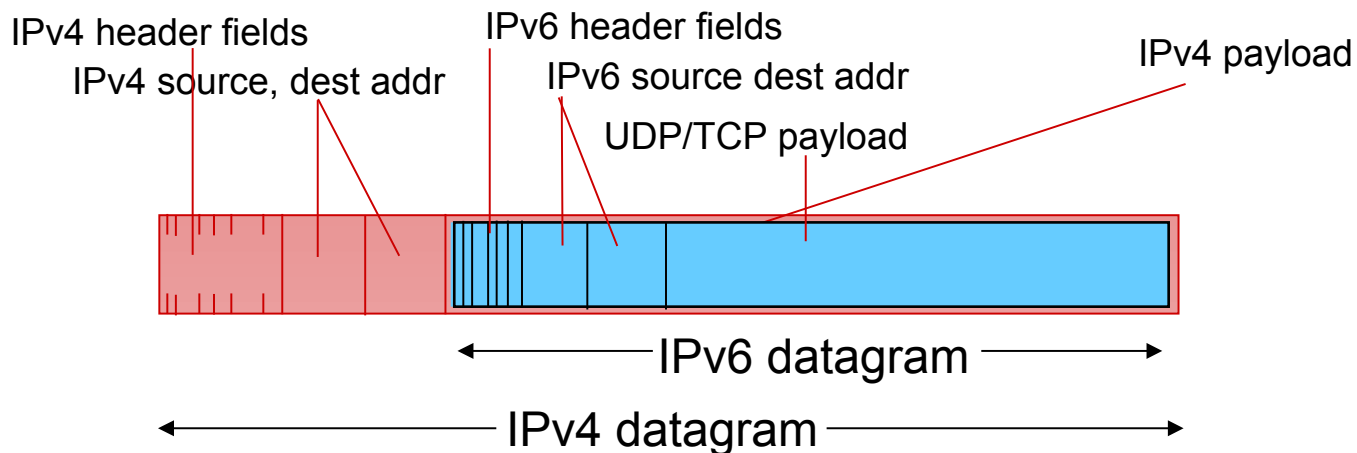 IPv4 header fields
IPv6 header fields
IPv4 payload
IPv4 source, dest addr
IPv6 source dest addr
UDP/TCP payload
IPv6 datagram
IPv4 datagram